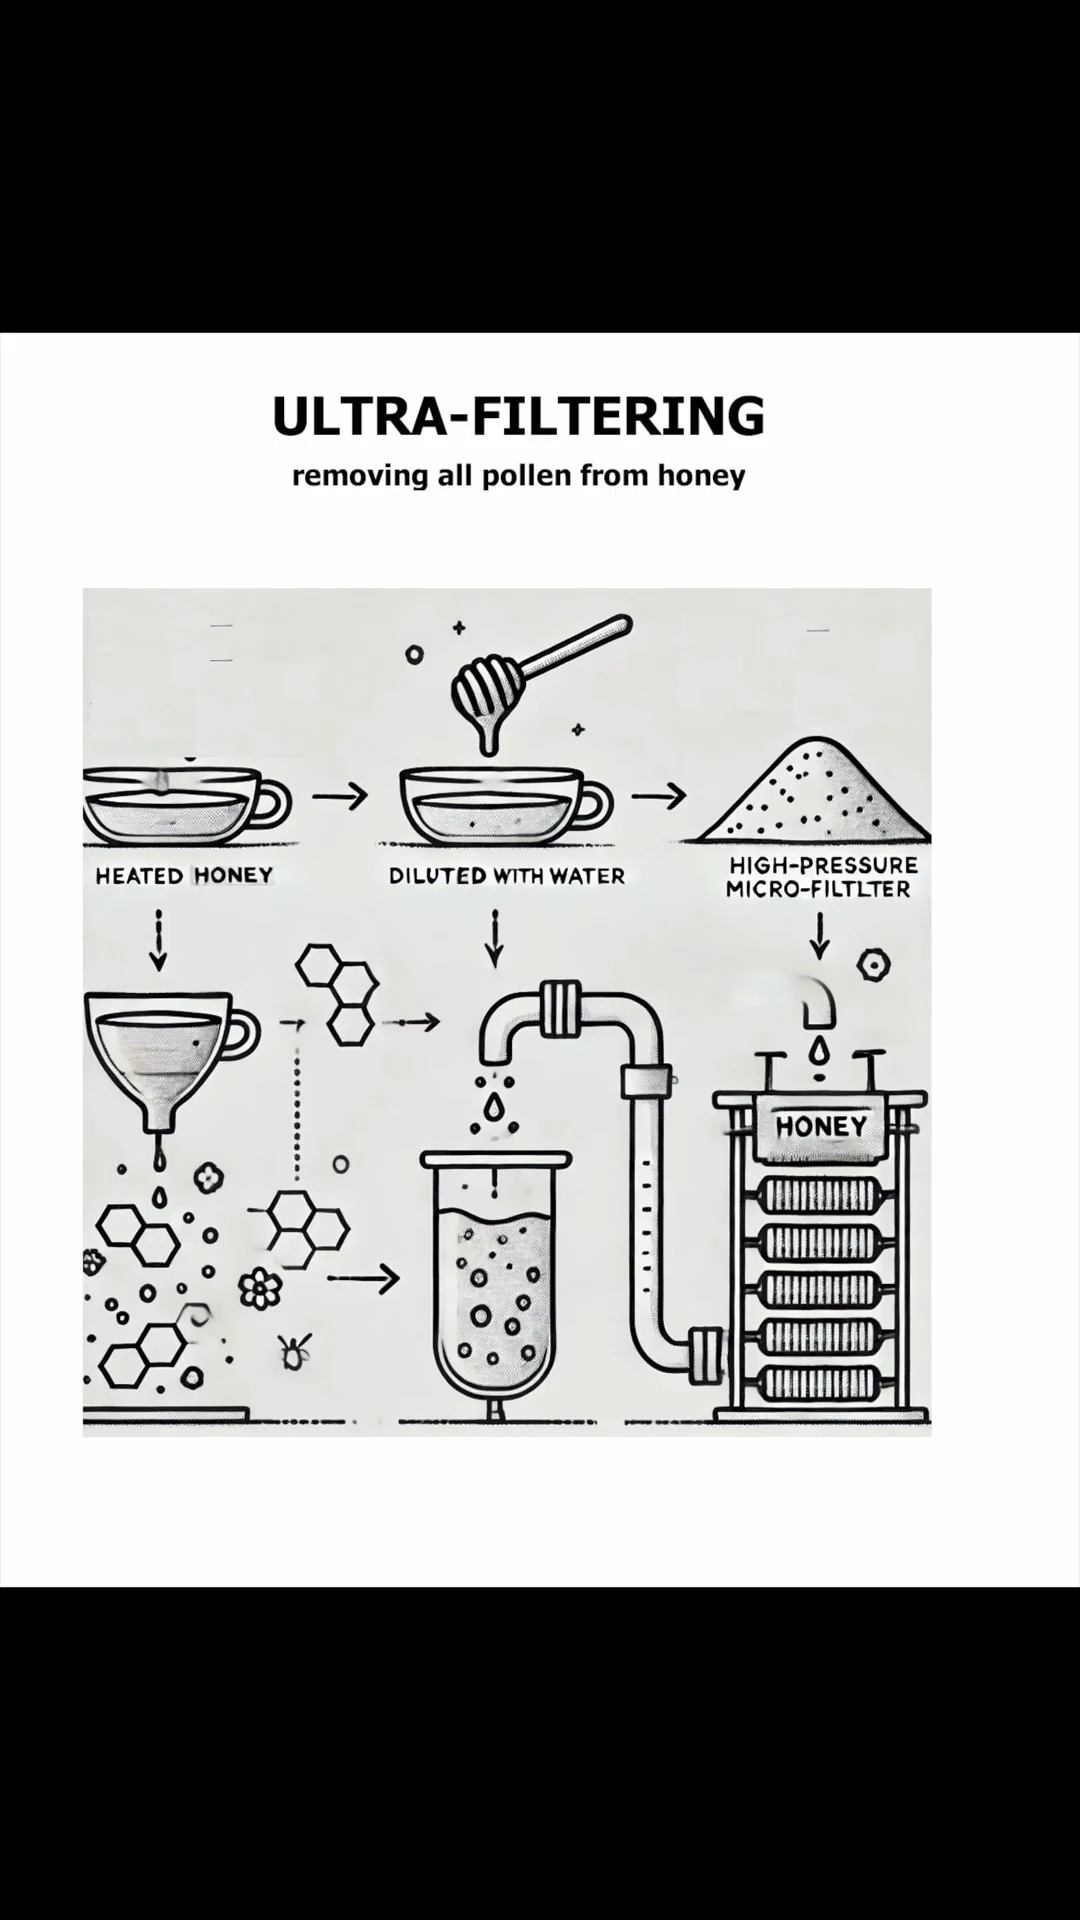 ULTRA-FILTERING
removing all pollen from honey
HEATED HONEY
DILUTED WITH WATER
HIGH-PRESSURE
MICRO-FILTLTER
HONEY